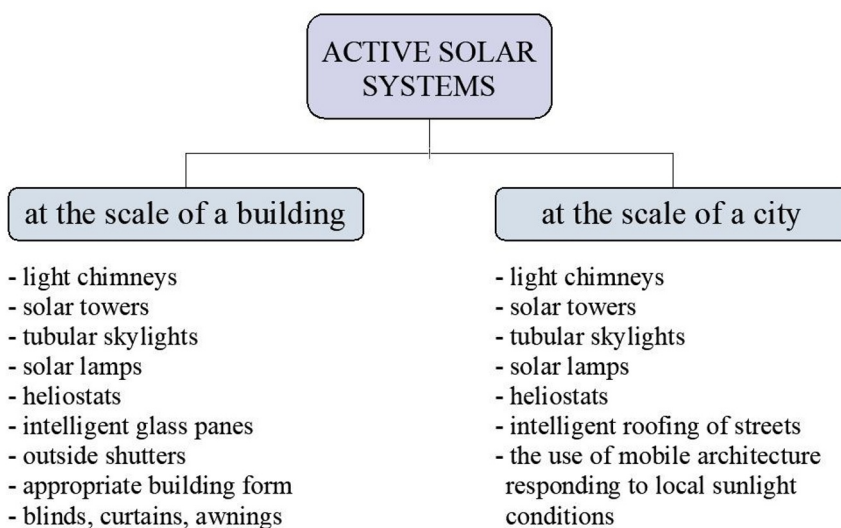 ACTIVE SOLAR
SYSTEMS
at the scale of a building
- light chimneys
- solar towers
- tubular skylights
- solar lamps
- heliostats
- intelligent glass panes
- outside shutters
- appropriate building form
- blinds, curtains, awnings
at the scale of a city
- light chimneys
- solar towers
- tubular skylights
- solar lamps
- heliostats
- intelligent roofing of streets
- the use of mobile architecture
responding to local sunlight
conditions